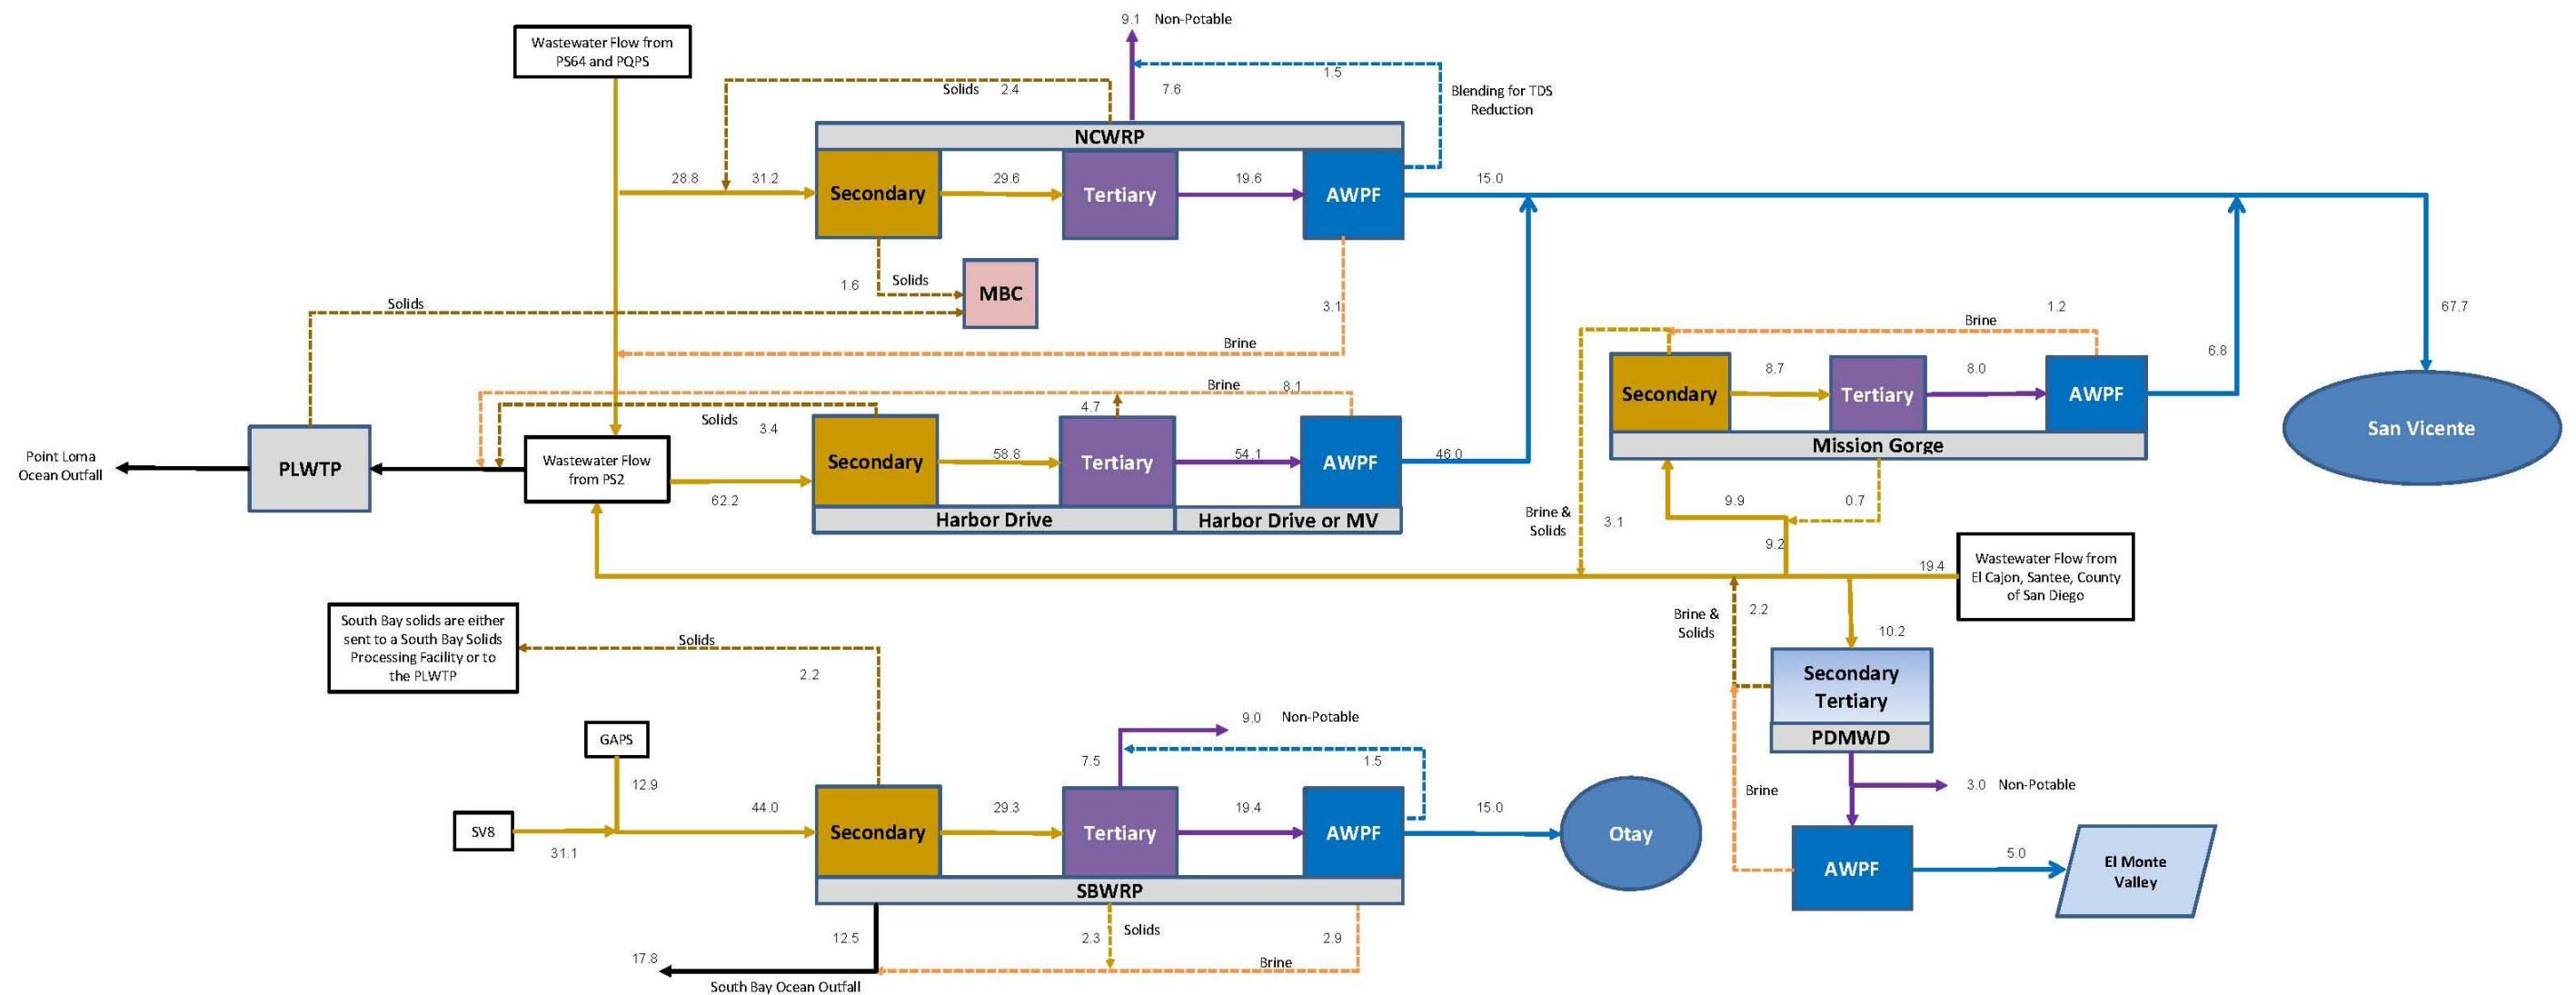 9.1 Non-Potable
Wastewater Flow from
PS64 and PQPS
1.5
Solids 2.4
7.6
Blending for TDS
Reduction
NCWRP
28.8
31.2
Secondary
29.6
Tertiary
19.6
AWPF
15.0
1.6
Solids
MBC
Solids
3.1
Brine
1.2
Brine
67.7
6.8
Secondary
8.7
Tertiary
8.0
AWPF
Mission Gorge
San Vicente
Brine
8.1
4.7
Solids
3.4
Point Loma
Ocean Outfall
PLWTP
Wastewater Flow
from PS2
62.2
Secondary
58.8
Tertiary
54.1
AWPF
46.0
Harbor Drive
Harbor Drive or MV
Brine &
Solids
3.1
9.9
0.7
9.2
19.4
Wastewater Flow from
El Cajon, Santee, County
of San Diego
Brine &
Solids
2.2
10.2
Secondary
Tertiary
PDMWD
3.0 Non-Potable
Brine
AWPF
5.0
El Monte
Valley
South Bay solids are either
sent to a South Bay Solids
Processing Facility or to
the PLWTP
Solids
2.2
GAPS
12.9
SV8
31.1
44.0
9.0 Non-Potable
7.5
1.5
Secondary
29.3
Tertiary
19.4
AWPF
15.0
Otay
SBWRP
12.5
2.3
Solids
2.9
Brine
17.8
South Bay Ocean Outfall